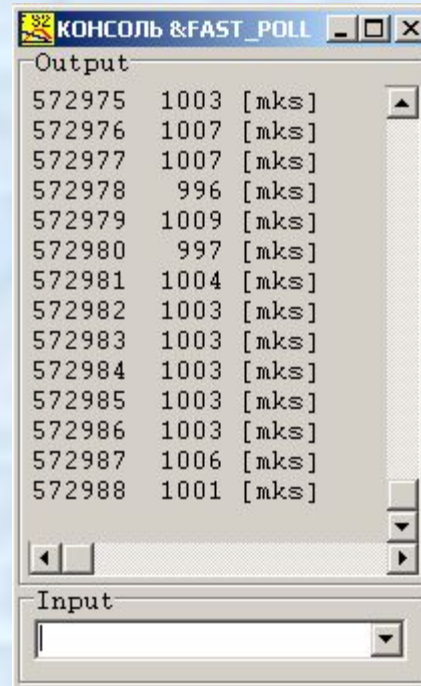 32
КОНСОЛЬ &FAST_POLL
Output
572975 1003 [mks]
572976 1007 [mks]
572977 1007 [mks]
572978 996 [mks]
572979 1009 [mks]
572980 997 [mks]
572981 1004 [mks]
572982 1003 [mks]
572983 1003 [mks]
572984 1003 [mks]
572985 1003 [mks]
572986 1003 [mks]
572987 1006 [mks]
572988 1001 [mks]
Input